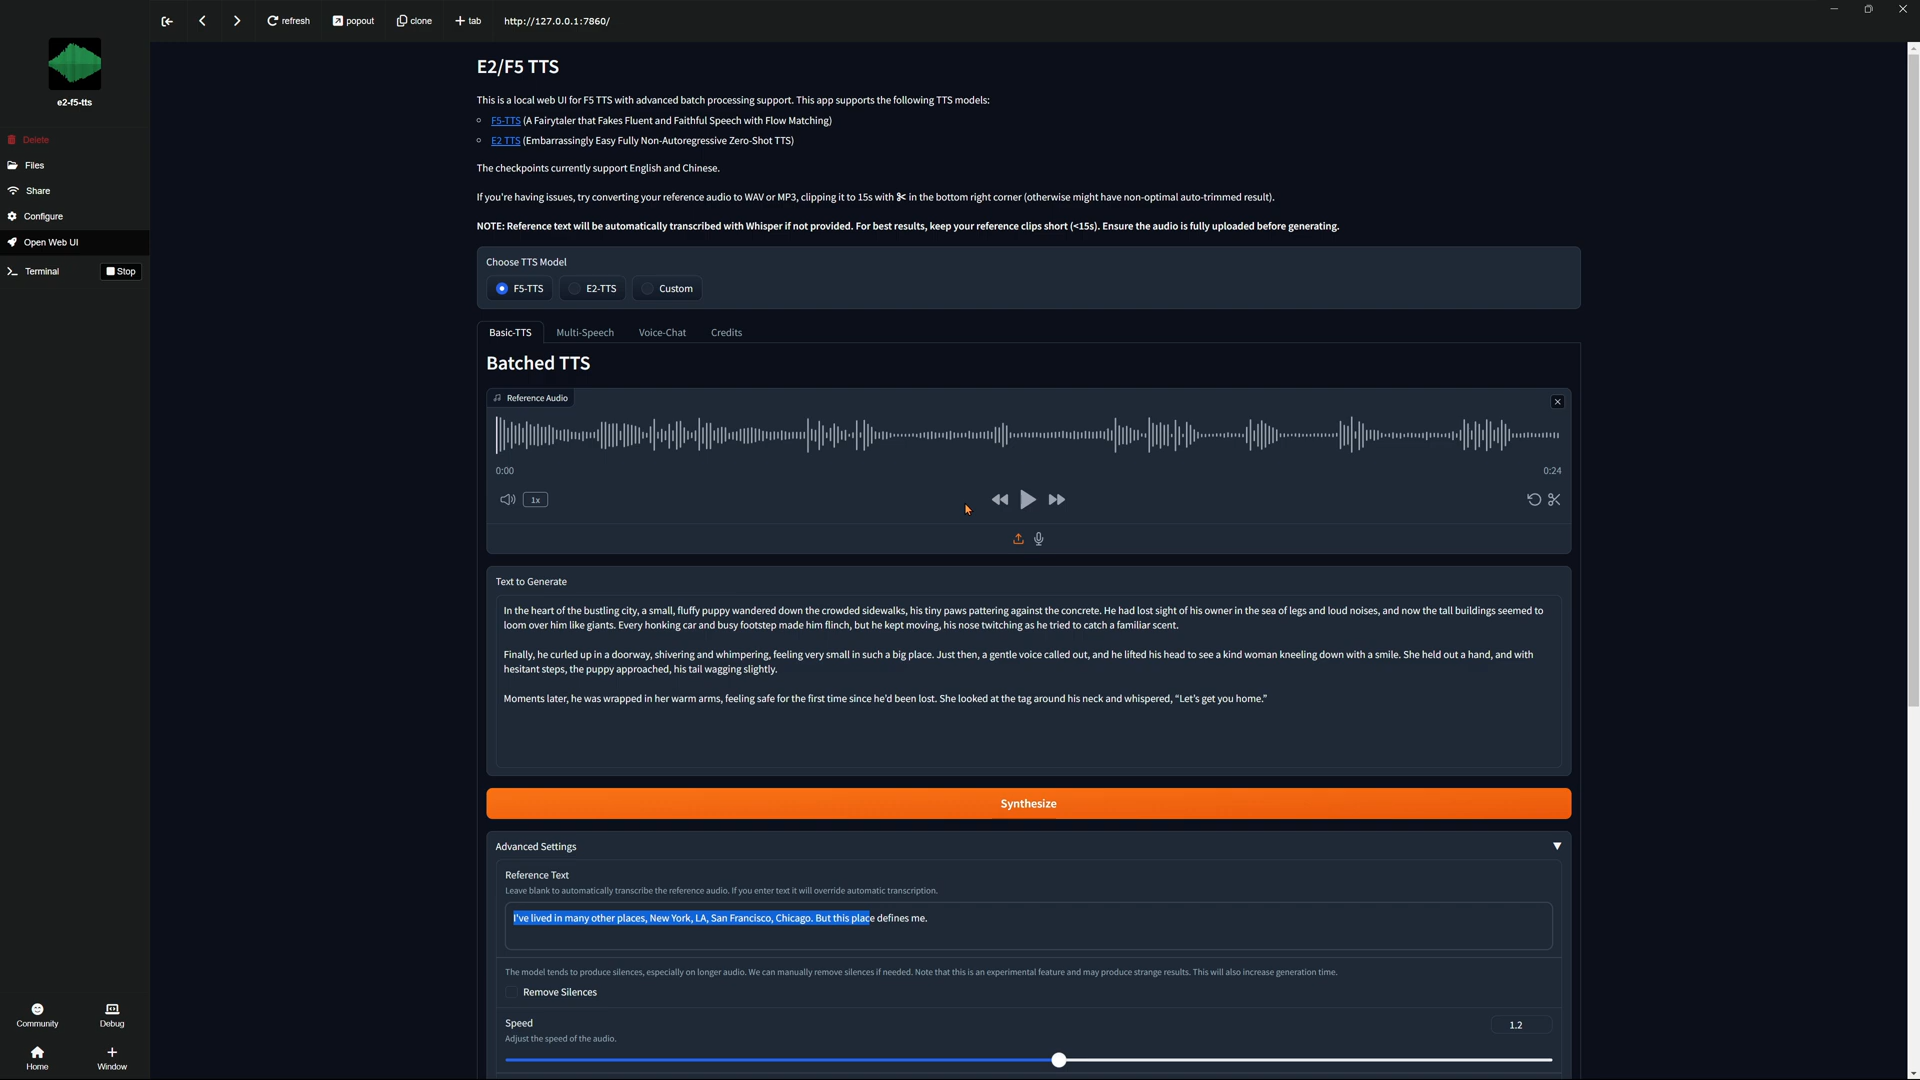 refresh
popout
clone
tab
http://127.0.0.1:7860/
e2-f5-tts
Delete
Files
Share
Configure
Open Web UI
Terminal
Stop
Community
Debug
Home
Window
E2/F5 TTS
This is a local web UI for F5 TTS with advanced batch processing support. This app supports the following TTS models:
F5-TTS (A Fairytaler that Fakes Fluent and Faithful Speech with Flow Matching)
E2 TTS (Embarrassingly Easy Fully Non-Autoregressive Zero-Shot TTS)
The checkpoints currently support English and Chinese.
If you're having issues, try converting your reference audio to WAV or MP3, clipping it to 15s with ✂ in the bottom right corner (otherwise might have non-optimal auto-trimmed result).
NOTE: Reference text will be automatically transcribed with Whisper if not provided. For best results, keep your reference clips short (<15s). Ensure the audio is fully uploaded before generating.
Choose TTS Model
F5-TTS
E2-TTS
Custom
Basic-TTS
Multi-Speech
Voice-Chat
Credits
Batched TTS
Reference Audio
0:00
0:24
1x
Text to Generate
In the heart of the bustling city, a small, fluffy puppy wandered down the crowded sidewalks, his tiny paws pattering against the concrete. He had lost sight of his owner in the sea of legs and loud noises, and now the tall buildings seemed to
loom over him like giants. Every honking car and busy footstep made him flinch, but he kept moving, his nose twitching as he tried to catch a familiar scent.
Finally, he curled up in a doorway, shivering and whimpering, feeling very small in such a big place. Just then, a gentle voice called out, and he lifted his head to see a kind woman kneeling down with a smile. She held out a hand, and with
hesitant steps, the puppy approached, his tail wagging slightly.
Moments later, he was wrapped in her warm arms, feeling safe for the first time since he'd been lost. She looked at the tag around his neck and whispered, “Let's get you home.”
Synthesize
Advanced Settings
Reference Text
Leave blank to automatically transcribe the reference audio. If you enter text it will override automatic transcription.
I've lived in many other places, New York, LA, San Francisco, Chicago. But this place defines me.
The model tends to produce silences, especially on longer audio. We can manually remove silences if needed. Note that this is an experimental feature and may produce strange results. This will also increase generation time.
Remove Silences
Speed
1.2
Adjust the speed of the audio.